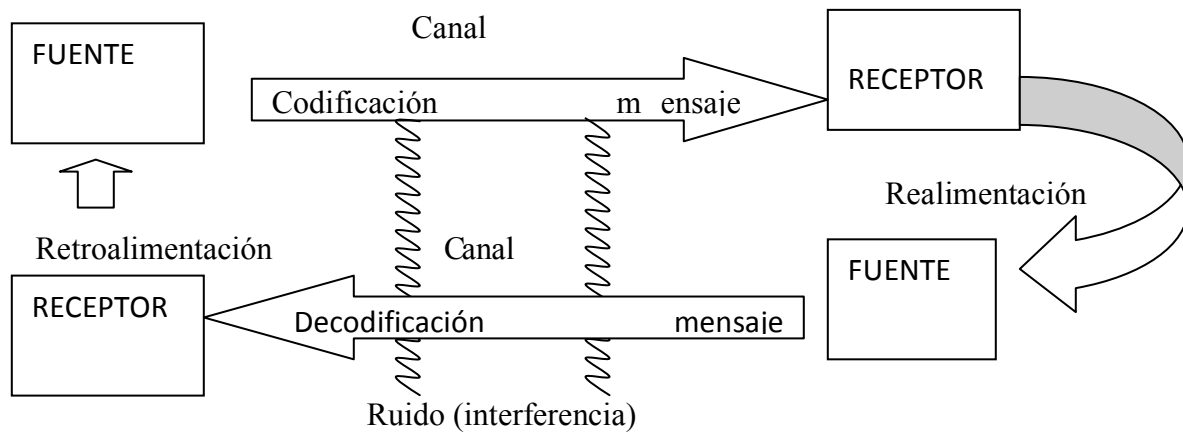 Canal
FUENTE
RECEPTOR
Codificación m ensaje
Realimentación
Retroalimentación
Canal
FUENTE
RECEPTOR
Decodificación mensaje
Ruido (interferencia)